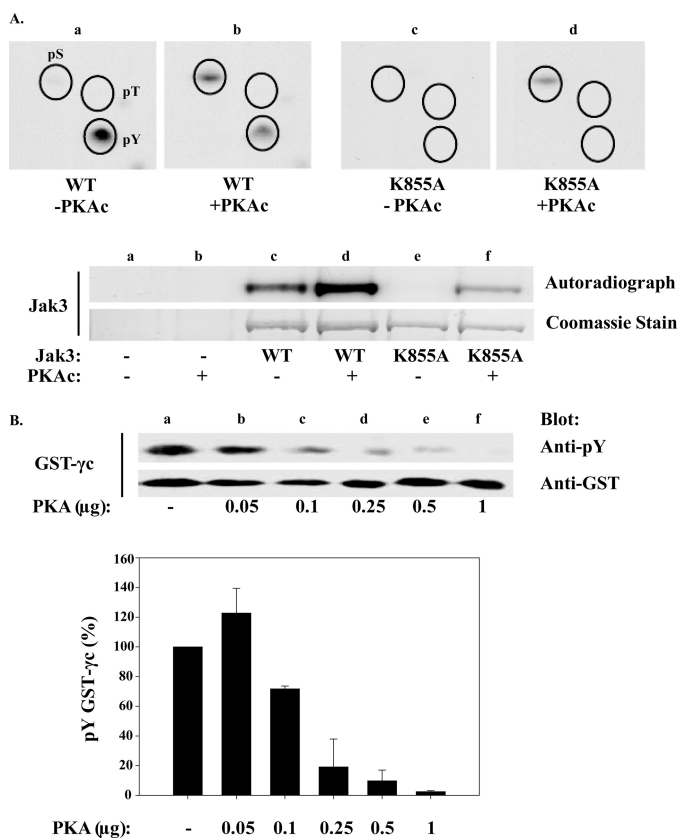 A.
a b c d
pS
pT
pY
WT WT K855A K855A
-PKAc +PKAc - PKAc +PKAc
a b c d e f
Jak3
Autoradiograph
Coomassie Stain
Jak3: - - WT WT K855A K855A
PKAc: - + - + - +
B.
a b c d e f Blot:
GST-γc
Anti-pY
Anti-GST
PKA (µg): - 0.05 0.1 0.25 0.5 1
160
140
120
100
80
60
40
20
0
pY GST-γc (%)
PKA (µg): - 0.05 0.1 0.25 0.5 1